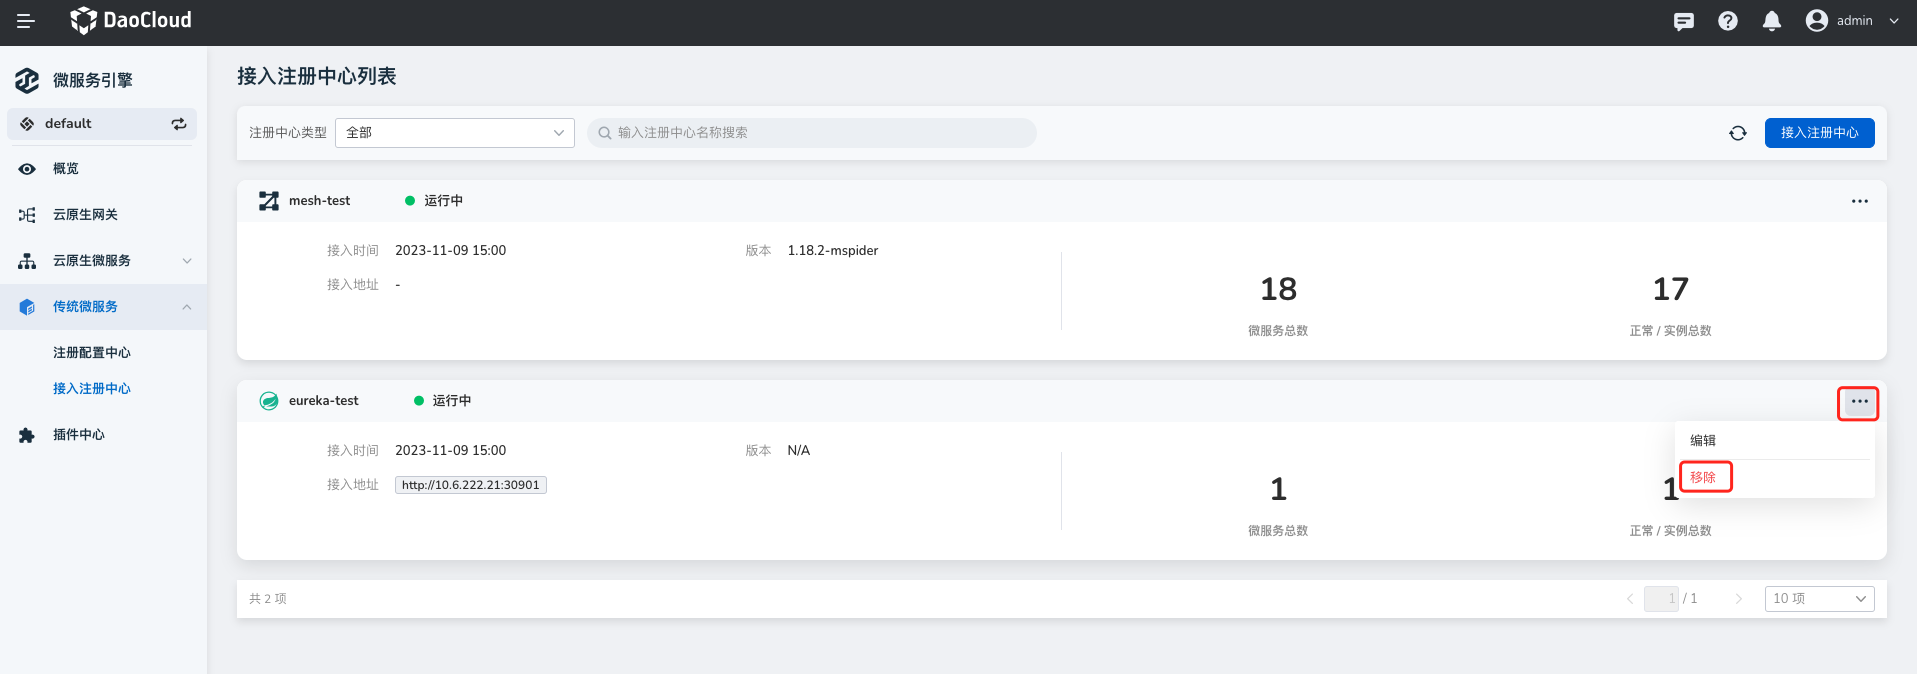 DaoCloud
admin
微服务引擎
default
概览
云原生网关
云原生微服务
传统微服务
注册配置中心
接入注册中心
插件中心
接入注册中心列表
注册中心类型
全部
输入注册中心名称搜索
接入注册中心
mesh-test
运行中
接入时间 2023-11-09 15:00
版本 1.18.2-mspider
接入地址 -
18
微服务总数
17
正常 / 实例总数
eureka-test
运行中
编辑
移除
接入时间 2023-11-09 15:00
版本 N/A
接入地址 http://10.6.222.21:30901
1
微服务总数
1
正常 / 实例总数
共 2 项
1 / 1
10 项